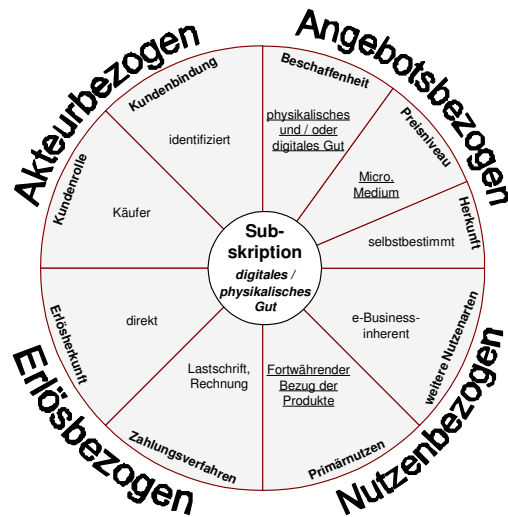 Akteurbezogen
Angebotsbezogen
Kundenbindung
identifiziert
Beschaffenheit
physikalisches
und / oder
digitales Gut
Preisniveau
Micro,
Medium
Kundenrolle
Käufer
Herkunft
selbstbestimmt
Sub-
skription
digitales /
physikalisches
Gut
Erlösherkunft
direkt
e-Business-
inherent
weitere Nutzenarten
Lastschrift,
Rechnung
Zahlungsverfahren
Fortwährender
Bezug der
Produkte
Primärnutzen
Erlösbezogen
Nutzenbezogen